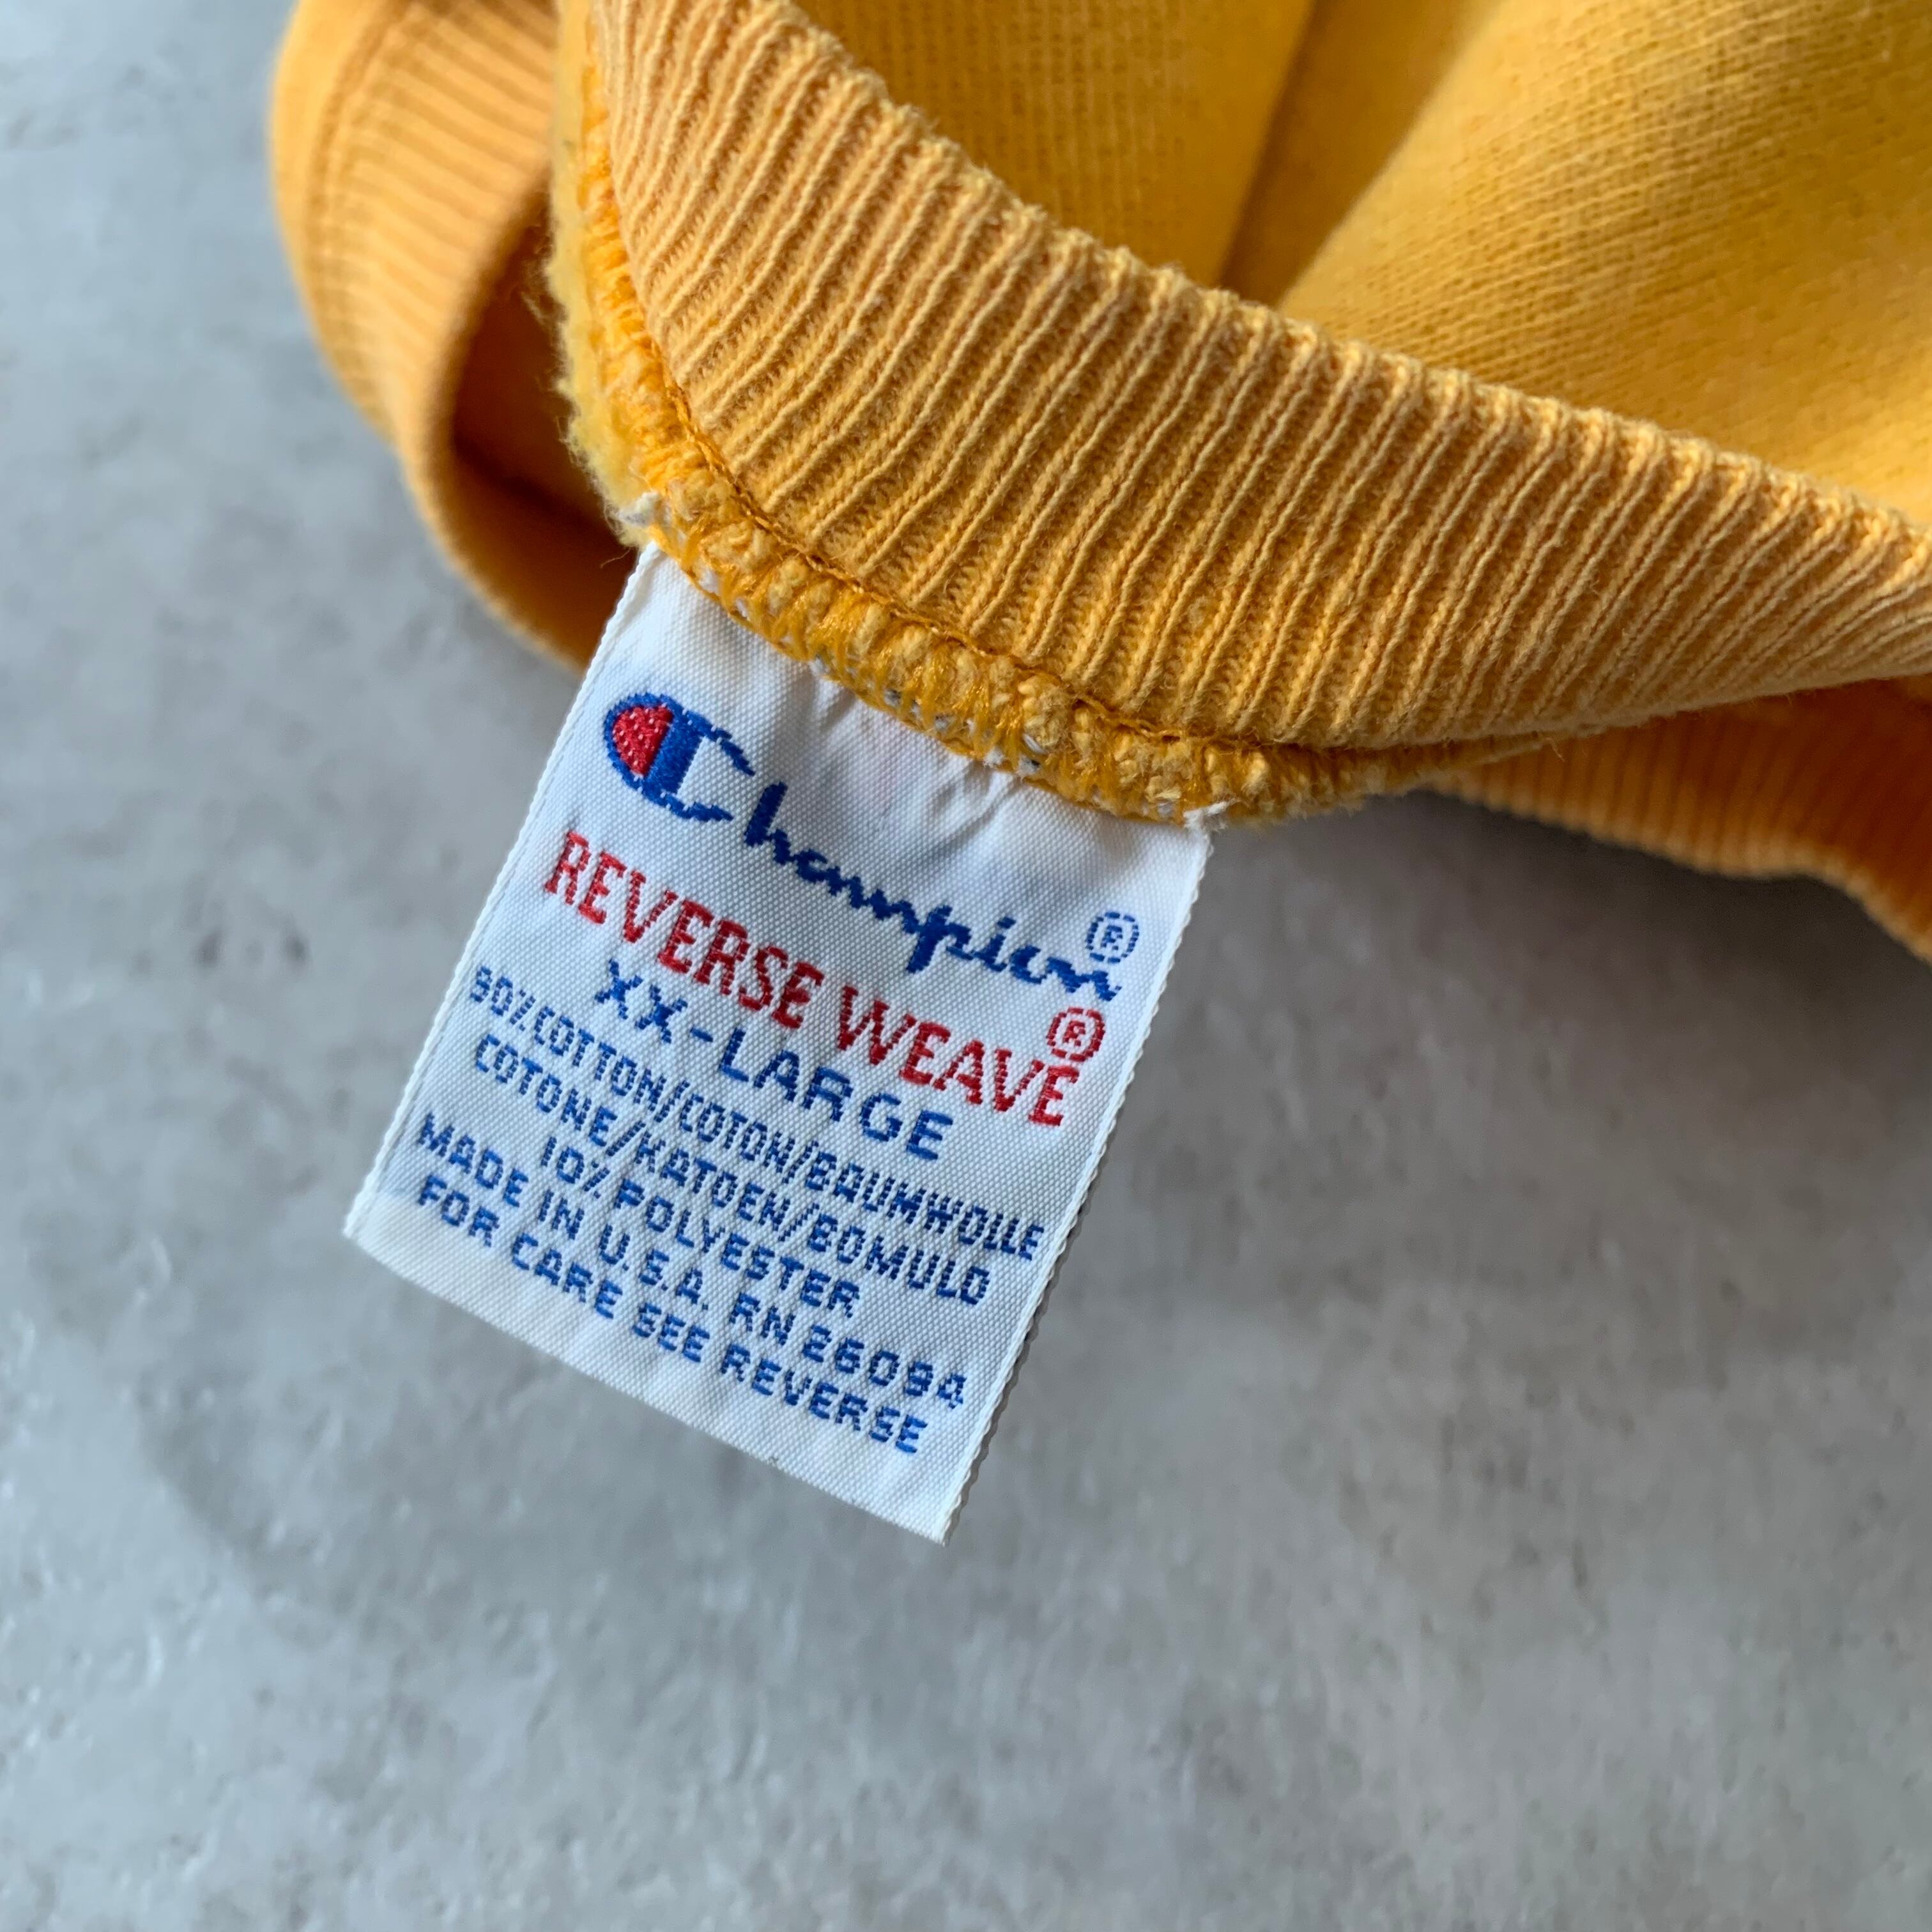 Champion®
REVERSE WEAVE®
XX-LARGE
90%COTTON/COTON/BAUMWOLLE
COTONE/KATOEN/BOMULD
10%POLYESTER
MADE IN U.S.A. RN 26094
FOR CARE SEE REVERSE